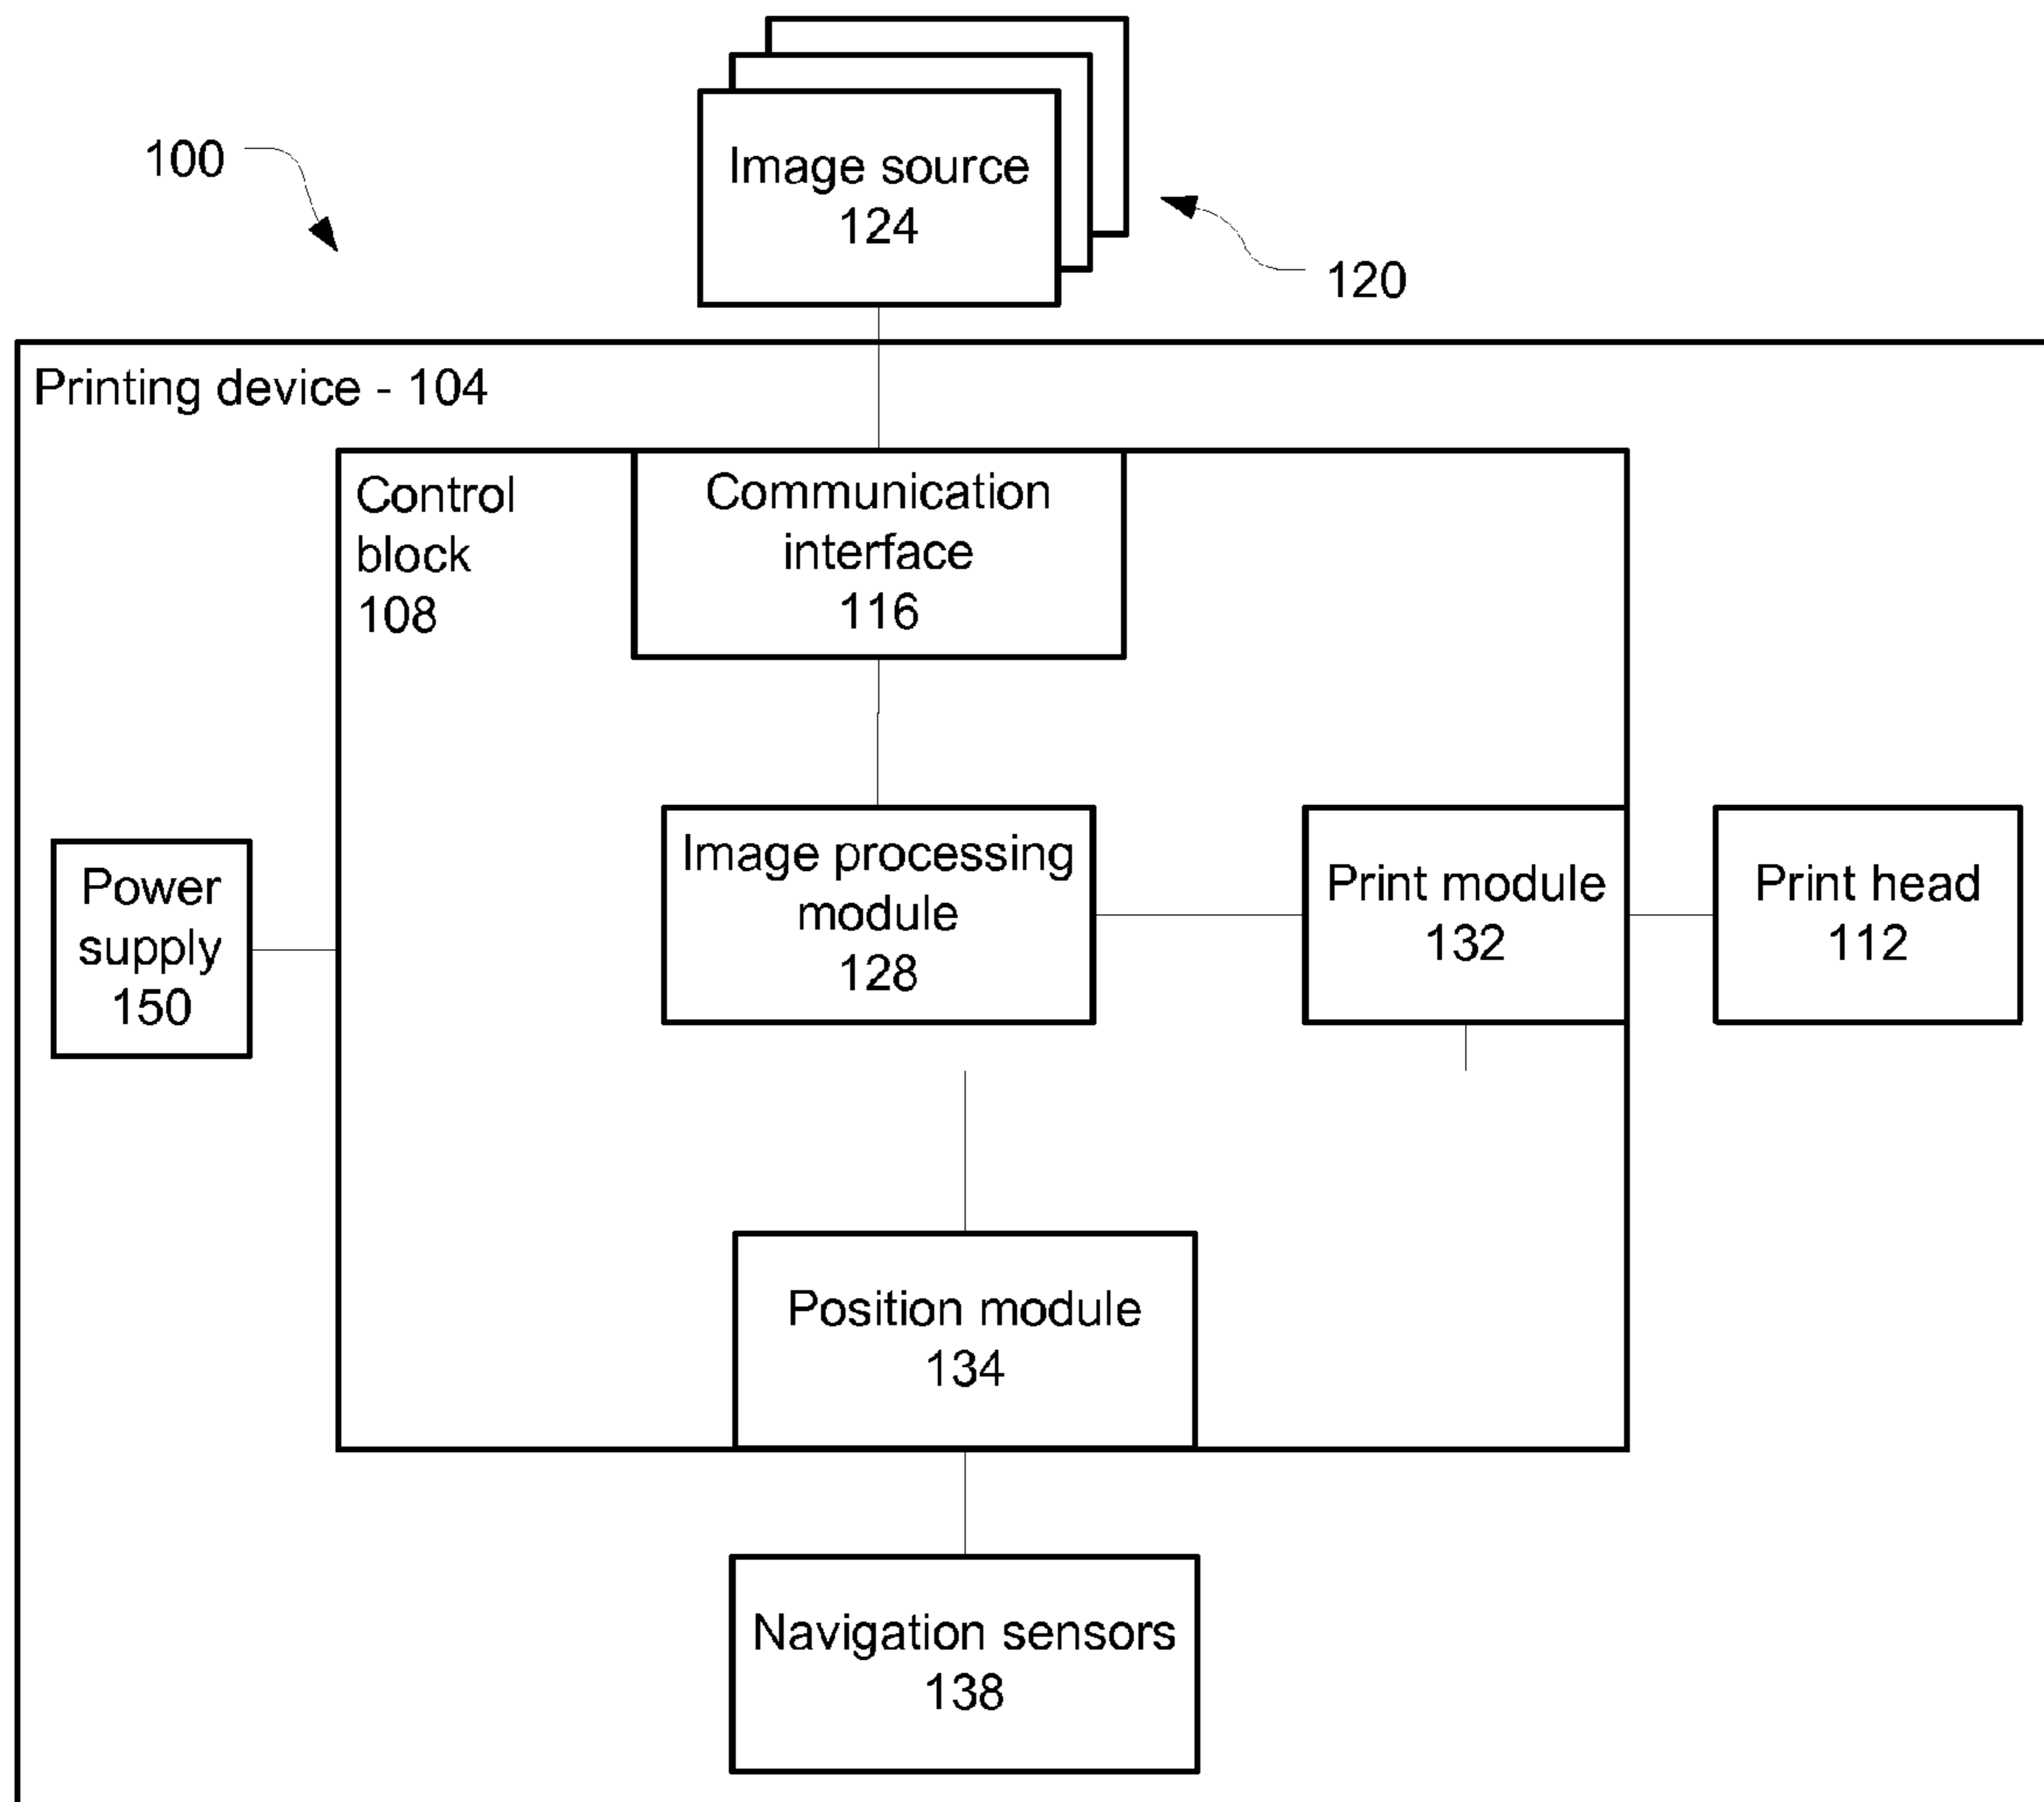 Image source
124
100
120
Printing device - 104
Control
block
108
Communication
interface
116
Power
supply
150
Image processing
module
128
Print module
132
Print head
112
Position module
134
Navigation sensors
138